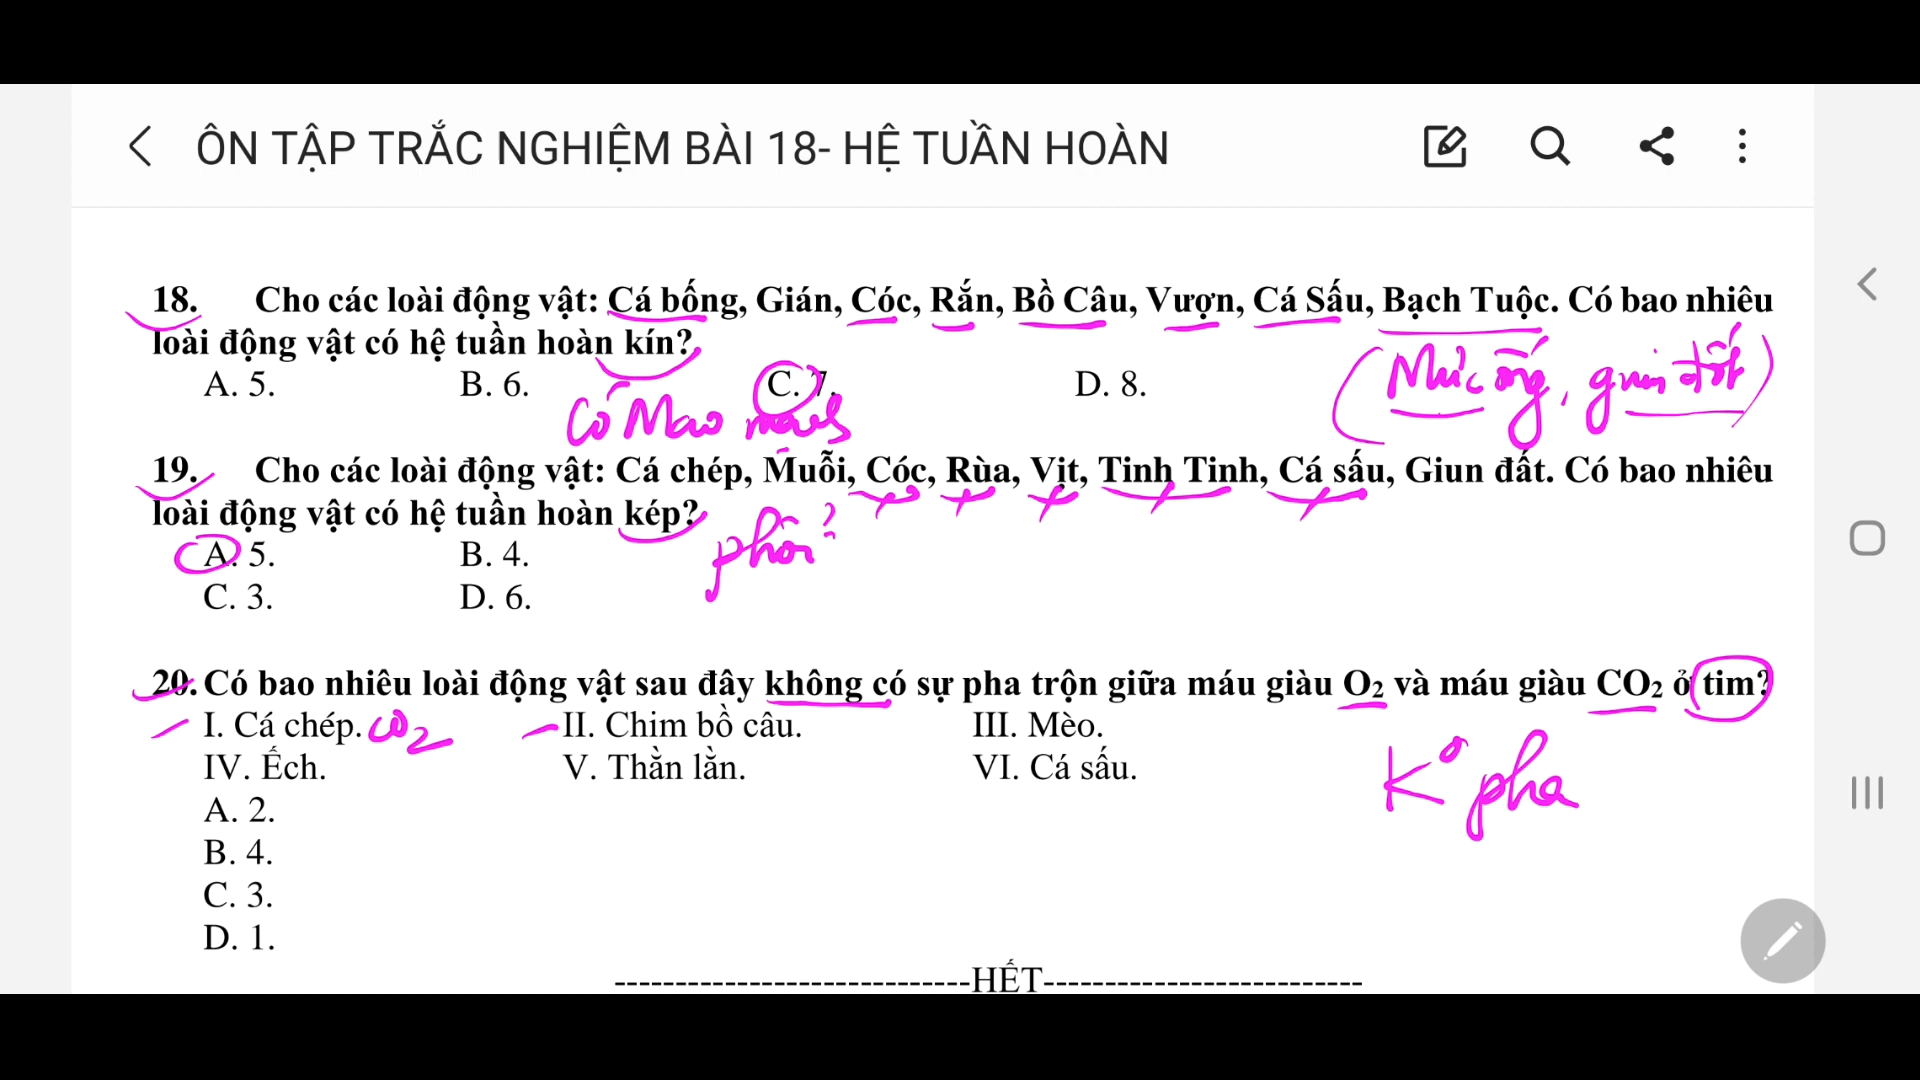 ÔN TẬP TRẮC NGHIỆM BÀI 18- HỆ TUẦN HOÀN
18. Cho các loài động vật: Cá bống, Gián, Cóc, Rắn, Bồ Câu, Vượn, Cá Sấu, Bạch Tuộc. Có bao nhiêu
loài động vật có hệ tuần hoàn kín?
A. 5. B. 6. C. 7. D. 8.
(Mực ống, giun đốt)
Có Mao mạch
19. Cho các loài động vật: Cá chép, Muỗi, Cóc, Rùa, Vịt, Tinh Tinh, Cá sấu, Giun đất. Có bao nhiêu
loài động vật có hệ tuần hoàn kép?
phổi?
A. 5. B. 4.
C. 3. D. 6.
20. Có bao nhiêu loài động vật sau đây không có sự pha trộn giữa máu giàu O₂ và máu giàu CO₂ ở tim?
I. Cá chép. CO₂ II. Chim bồ câu. III. Mèo.
IV. Ếch. V. Thằn lằn. VI. Cá sấu.
K° pha
A. 2.
B. 4.
C. 3.
D. 1.
----------------------------HẾT-------------------------